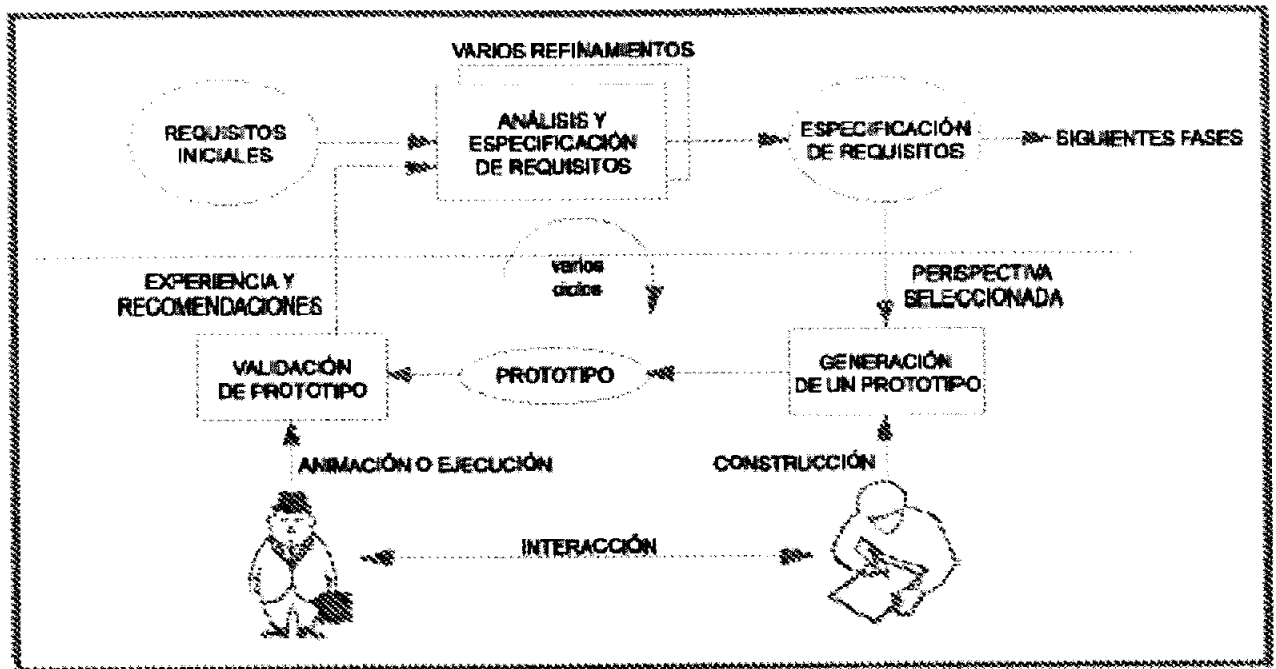 VARIOS REFINAMIENTOS
REQUISITOS
INICIALES
ANÁLISIS Y
ESPECIFICACIÓN
DE REQUISITOS
ESPECIFICACIÓN
DE REQUISITOS
SIGUIENTES FASES
EXPERIENCIA Y
RECOMENDACIONES
varios
ciclos
PERSPECTIVA
SELECCIONADA
VALIDACIÓN
DE PROTOTIPO
PROTOTIPO
GENERACIÓN
DE UN PROTOTIPO
ANIMACIÓN O EJECUCIÓN
CONSTRUCCIÓN
INTERACCIÓN